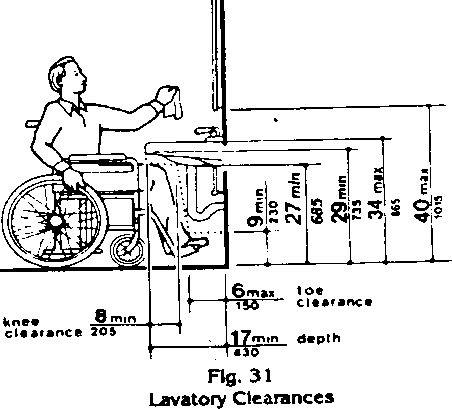 9 min
230
27 min
685
29 min
735
34 max
865
40 max
1015
6 max toe
150 clearance
knee 8 min
clearance 205
17 min depth
430
Fig. 31
Lavatory Clearances